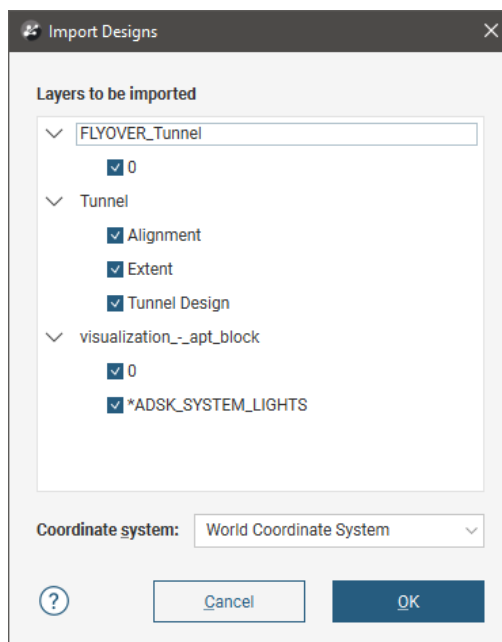 Import Designs
Layers to be imported
FLYOVER_Tunnel
0
Tunnel
Alignment
Extent
Tunnel Design
visualization_-_apt_block
0
*ADSK_SYSTEM_LIGHTS
Coordinate system: World Coordinate System
? Cancel OK